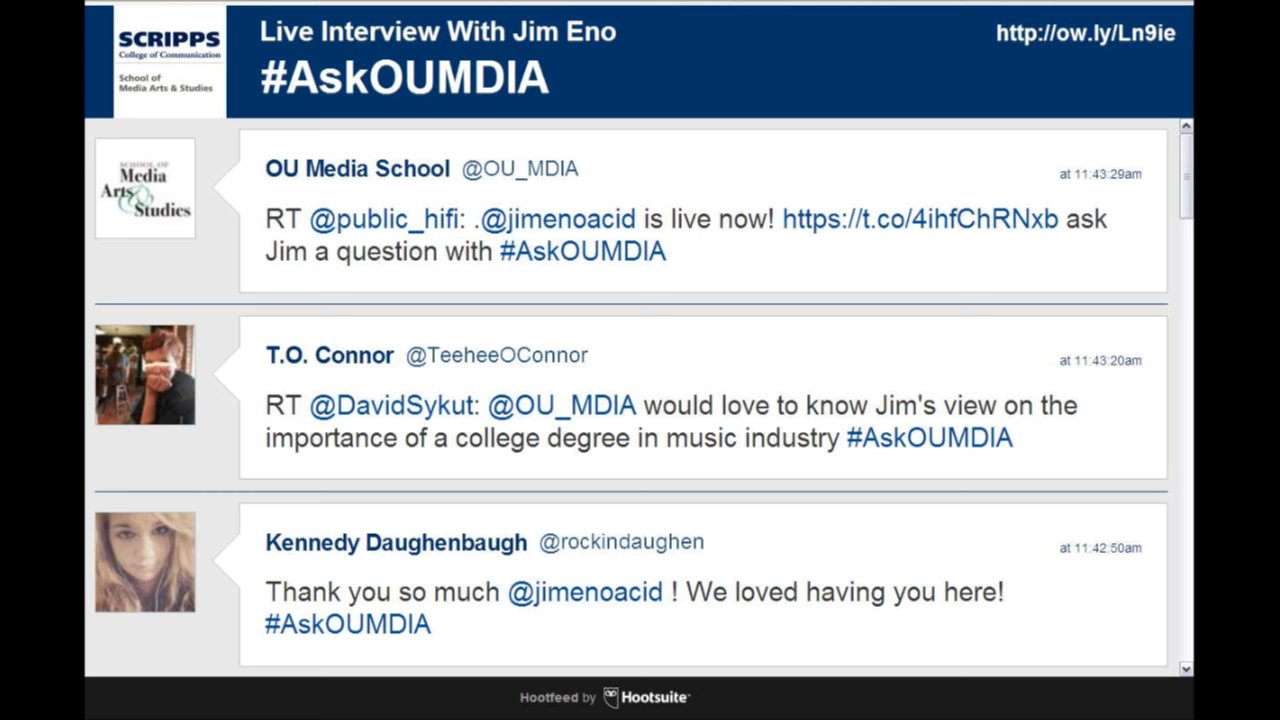 SCRIPPS
College of Communication
School of
Media Arts & Studies
Live Interview With Jim Eno
#AskOUMDIA
http://ow.ly/Ln9ie
SCHOOL OF
Media
Arts &
Studies
OU Media School @OU_MDIA
at 11:43:29am
RT @public_hifi: .@jimenoacid is live now! https://t.co/4ihfChRNxb ask
Jim a question with #AskOUMDIA
T.O. Connor @TeeheeOConnor
at 11:43:20am
RT @DavidSykut: @OU_MDIA would love to know Jim's view on the
importance of a college degree in music industry #AskOUMDIA
Kennedy Daughenbaugh @rockindaughen
at 11:42:50am
Thank you so much @jimenoacid ! We loved having you here!
#AskOUMDIA
Hootfeed by Hootsuite